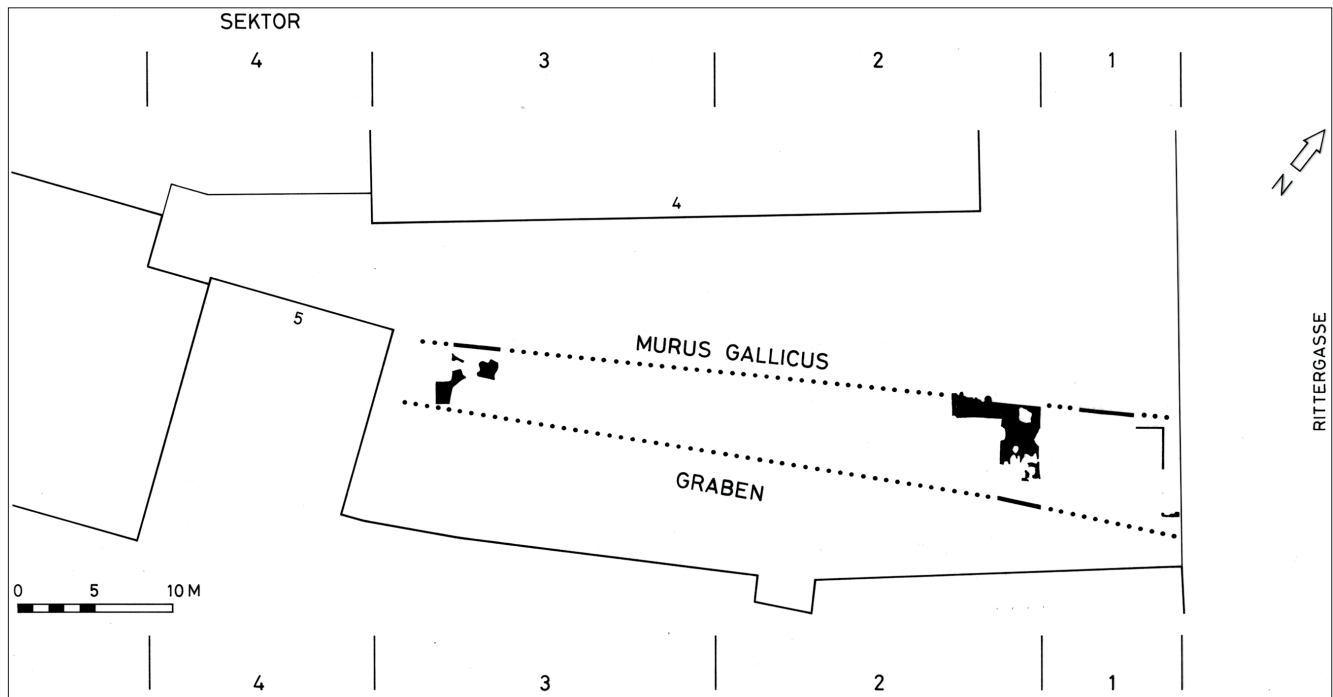 SEKTOR
4 3 2 1
N
4
5
MURUS GALLICUS
GRABEN
RITTERGASSE
0 5 10 M
4 3 2 1